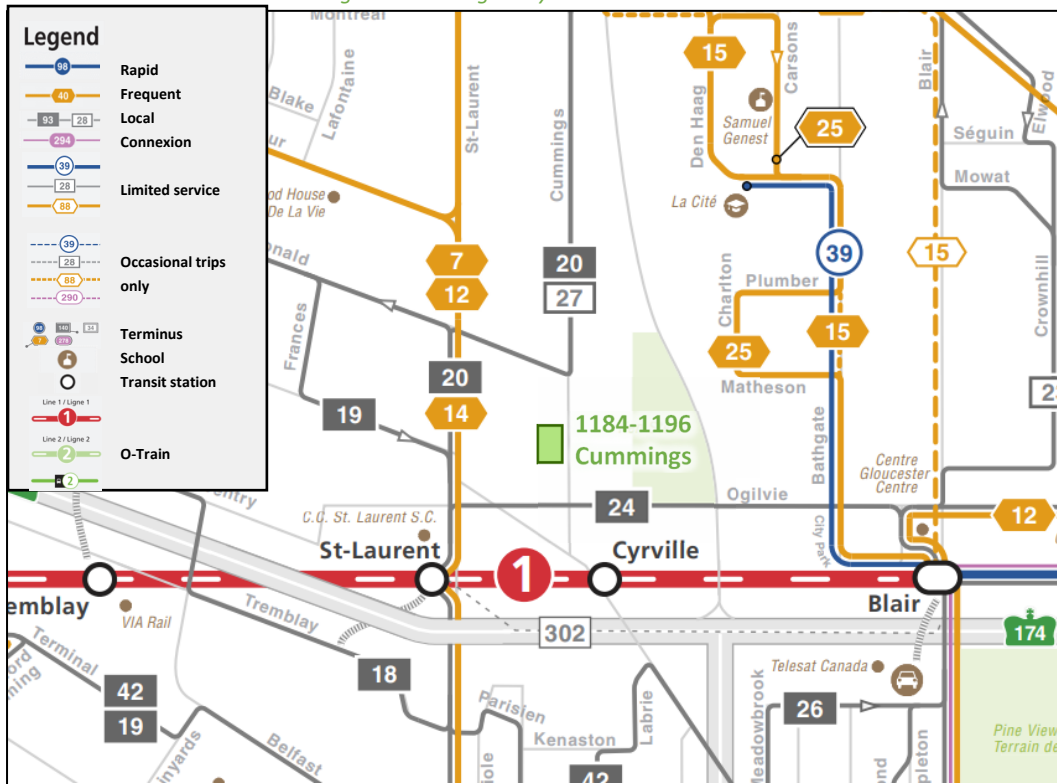 Legend
98
Rapid
40
Frequent
93
28
Local
294
Connexion
39
28
Limited service
88
39
28
Occasional trips
88
only
290
98
140
34
Terminus
7
School
Transit station
Line 1 / Ligne 1
1
Line 2 / Ligne 2
2
O-Train
2
Montreal
Lafontaine
Blake
St-Laurent
Cummings
Den Haag
15
Carsons
Samuel
Genest
25
La Cité
Blair
Elwood
Séguin
Mowat
Crownhill
15
39
Plumber
Charlton
15
25
Matheson
Bathgate
City Park
od House
De La Vie
onald
Frances
7
12
20
27
20
14
19
1184-1196
Cummings
Centre
Gloucester
Centre
Ogilvie
24
12
C.C. St. Laurent S.C.
St-Laurent
1
Cyrville
Blair
emblay
VIA Rail
Tremblay
302
174
Terminal
42
19
18
Belfast
Parisien
Kenaston
Labrie
42
Telesat Canada
Meadowbrook
26
Pine View
Terrain de